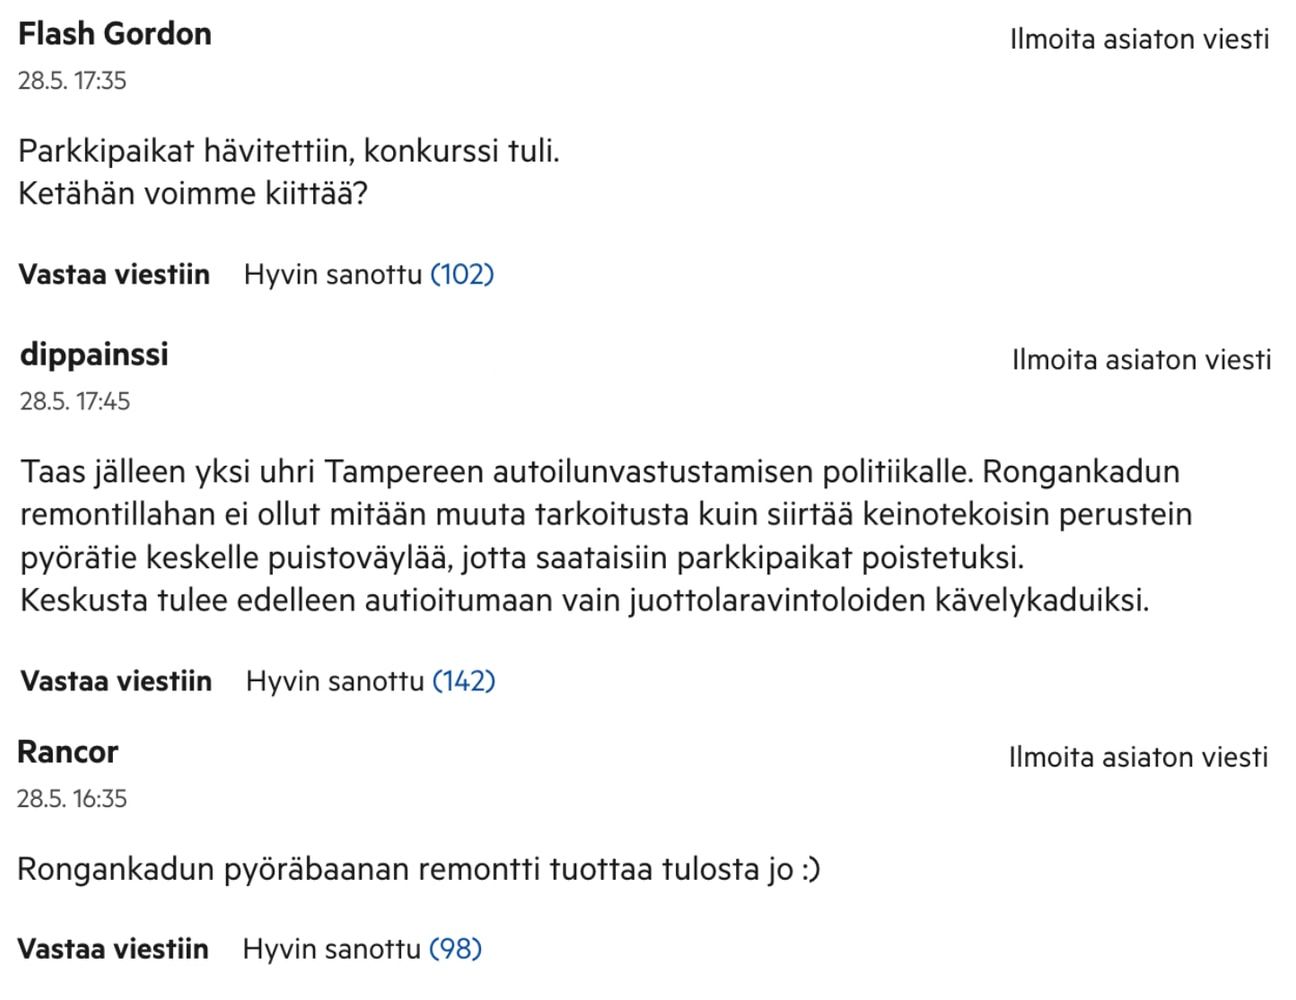 Flash Gordon
Ilmoita asiaton viesti
28.5. 17:35
Parkkipaikat hävitettiin, konkurssi tuli.
Ketähän voimme kiittää?
Vastaa viestiin Hyvin sanottu (102)
dippainssi
Ilmoita asiaton viesti
28.5. 17:45
Taas jälleen yksi uhri Tampereen autoilunvastustamisen politiikalle. Rongankadun
remontillahan ei ollut mitään muuta tarkoitusta kuin siirtää keinotekoisin perustein
pyörätie keskelle puistoväylää, jotta saataisiin parkkipaikat poistetuksi.
Keskusta tulee edelleen autioitumaan vain juottolaravintoloiden kävelykaduiksi.
Vastaa viestiin Hyvin sanottu (142)
Rancor
Ilmoita asiaton viesti
28.5. 16:35
Rongankadun pyöräbaanan remontti tuottaa tulosta jo :)
Vastaa viestiin Hyvin sanottu (98)